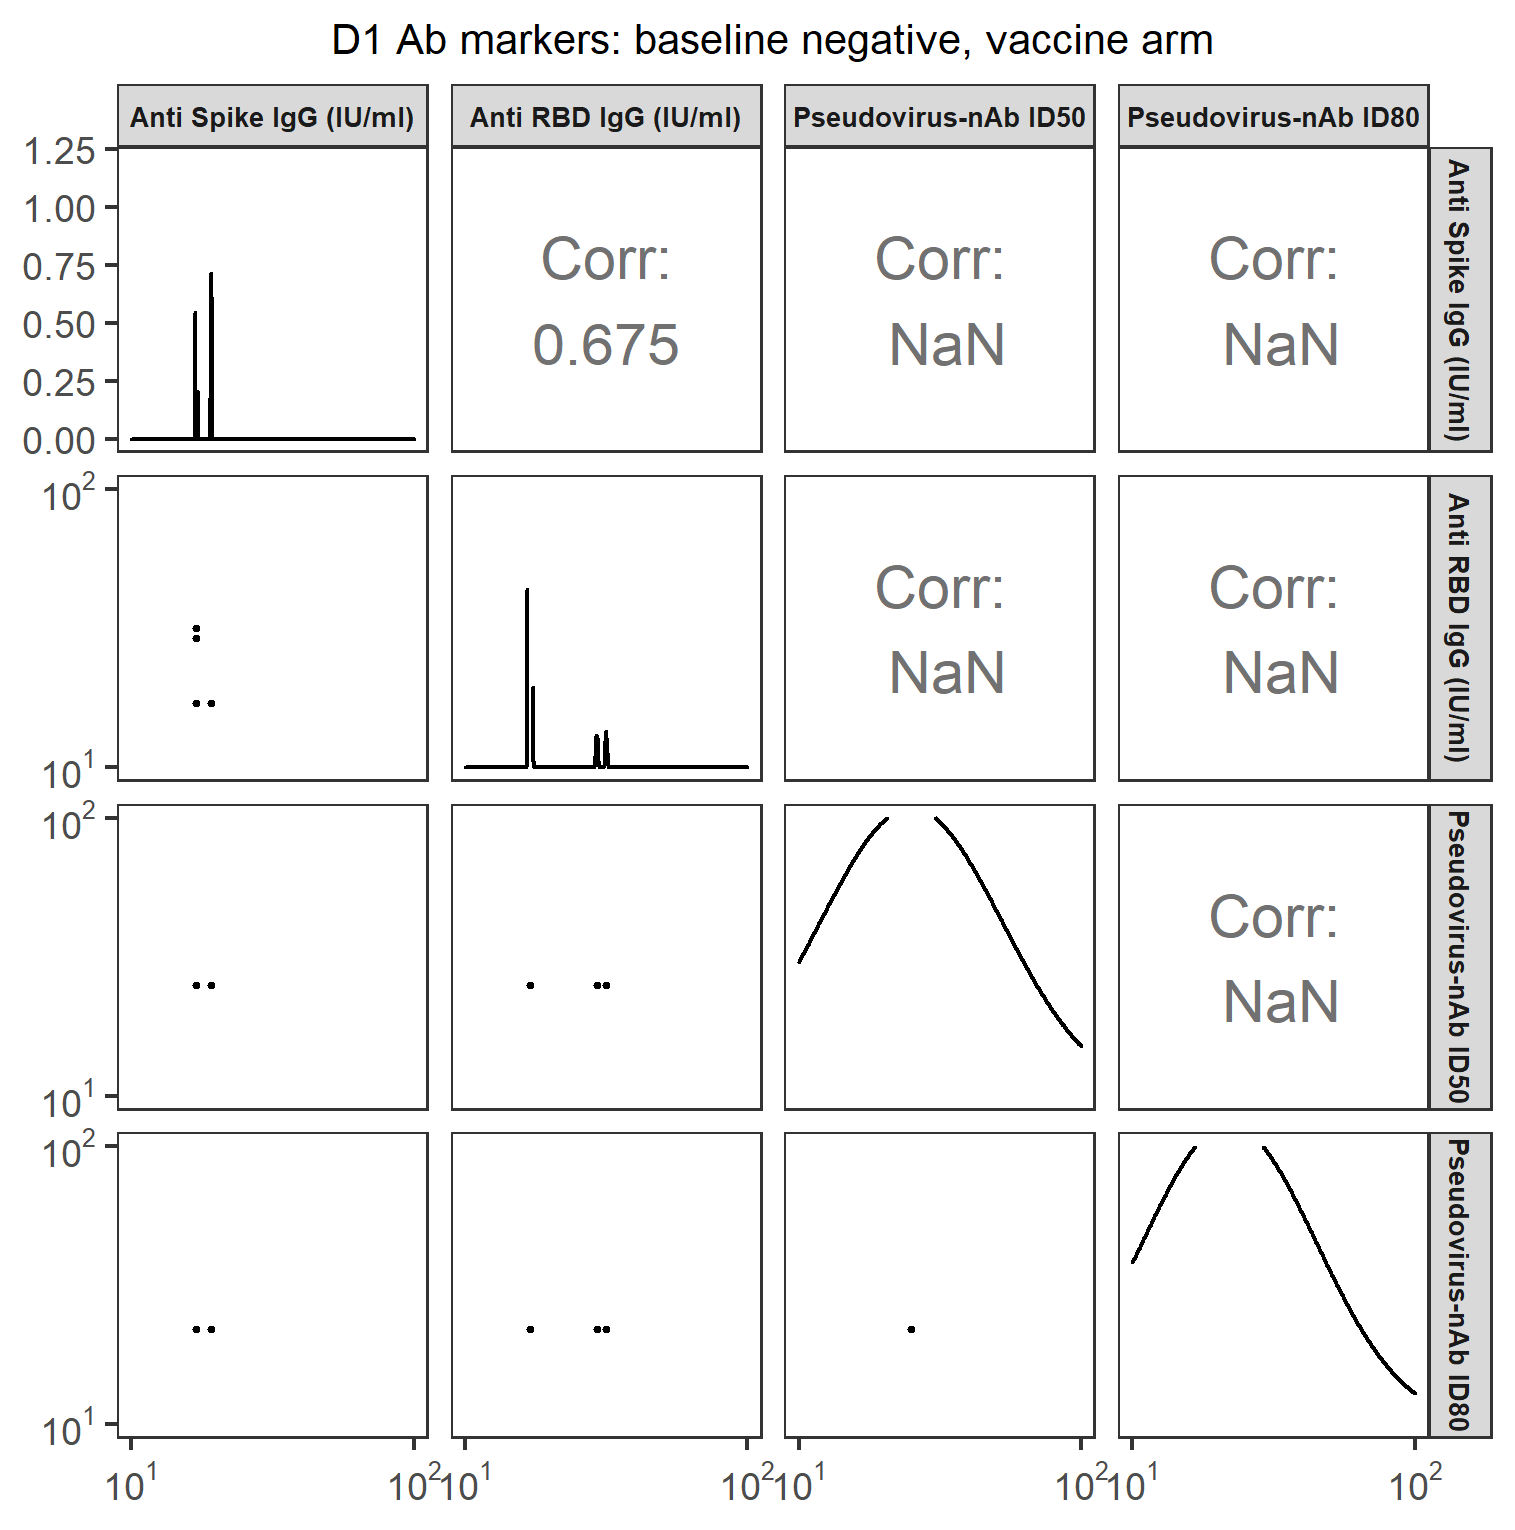 D1 Ab markers: baseline negative, vaccine arm
Anti Spike IgG (IU/ml)
Anti RBD IgG (IU/ml)
Pseudovirus-nAb ID50
Pseudovirus-nAb ID80
1.25
1.00
0.75
0.50
0.25
0.00
Corr:
0.675
Corr:
NaN
Corr:
NaN
Anti Spike IgG (IU/ml)
10²
10¹
Corr:
NaN
Corr:
NaN
Anti RBD IgG (IU/ml)
10²
10¹
Corr:
NaN
Pseudovirus-nAb ID50
10²
10¹
Pseudovirus-nAb ID80
10¹
10²
10¹
10²
10¹
10²
10¹
10²